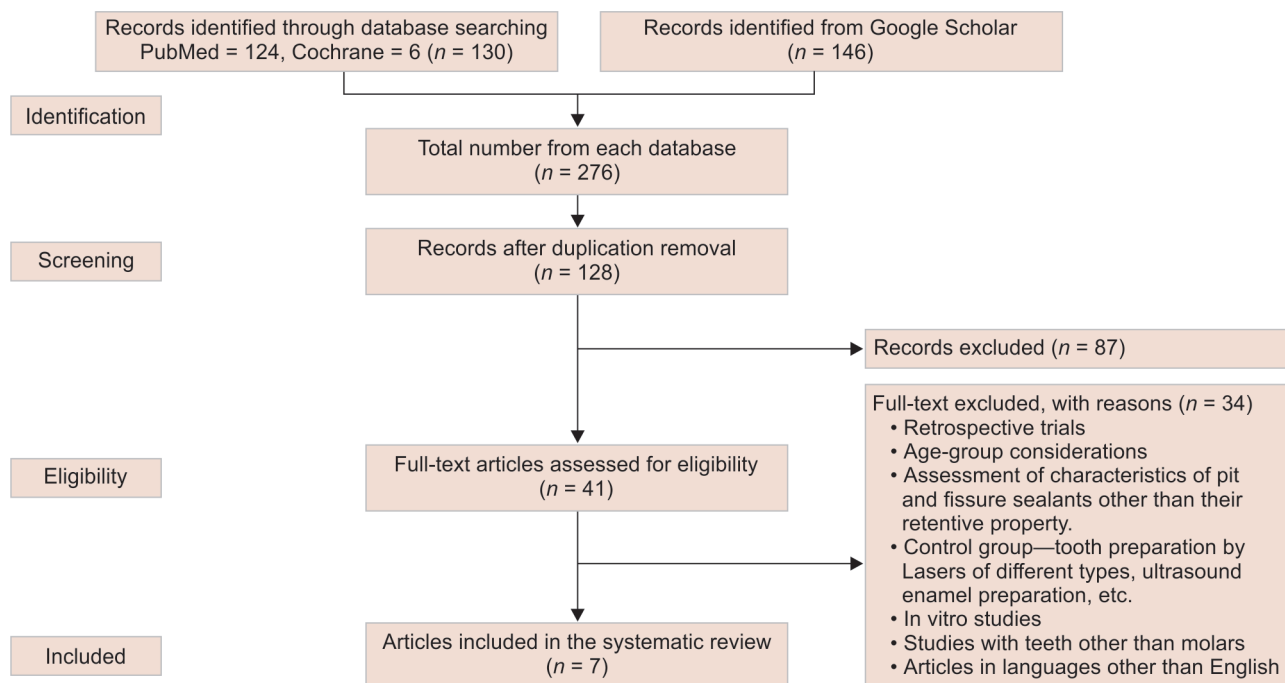 Records identified through database searching
PubMed = 124, Cochrane = 6 (n = 130)
Records identified from Google Scholar
(n = 146)
Identification
Total number from each database
(n = 276)
Screening
Records after duplication removal
(n = 128)
Records excluded (n = 87)
Full-text excluded, with reasons (n = 34)
• Retrospective trials
• Age-group considerations
• Assessment of characteristics of pit
and fissure sealants other than their
retentive property.
• Control group—tooth preparation by
Lasers of different types, ultrasound
enamel preparation, etc.
• In vitro studies
• Studies with teeth other than molars
• Articles in languages other than English
Eligibility
Full-text articles assessed for eligibility
(n = 41)
Included
Articles included in the systematic review
(n = 7)